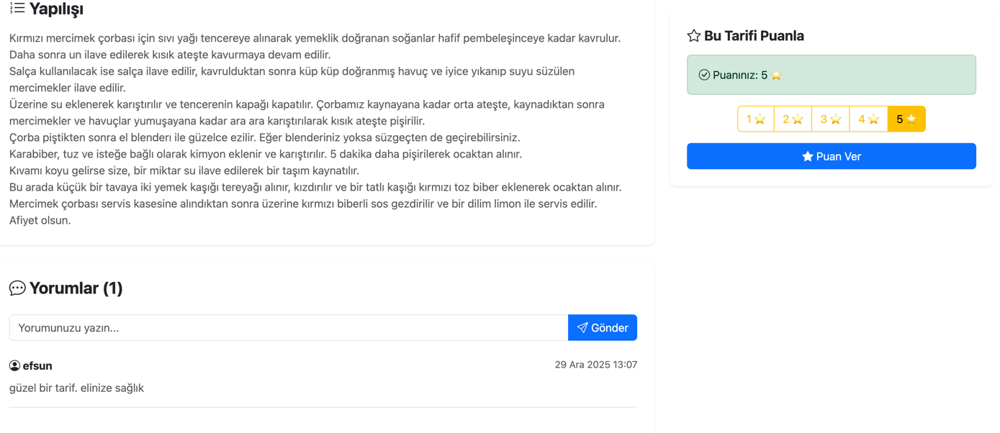 Yapılışı
Kırmızı mercimek çorbası için sıvı yağı tencereye alınarak yemeklik doğranan soğanlar hafif pembeleşinceye kadar kavrulur.
Daha sonra un ilave edilerek kısık ateşte kavurmaya devam edilir.
Salça kullanılacak ise salça ilave edilir, kavrulduktan sonra küp küp doğranmış havuç ve iyice yıkanıp suyu süzülen
mercimekler ilave edilir.
Üzerine su eklenerek karıştırılır ve tencerenin kapağı kapatılır. Çorbamız kaynayana kadar orta ateşte, kaynadıktan sonra
mercimekler ve havuçlar yumuşayana kadar ara ara karıştırılarak kısık ateşte pişirilir.
Çorba piştikten sonra el blenderı ile güzelce ezilir. Eğer blenderiniz yoksa süzgeçten de geçirebilirsiniz.
Karabiber, tuz ve isteğe bağlı olarak kimyon eklenir ve karıştırılır. 5 dakika daha pişirilerek ocaktan alınır.
Kıvamı koyu gelirse size, bir miktar su ilave edilerek bir taşım kaynatılır.
Bu arada küçük bir tavaya iki yemek kaşığı tereyağı alınır, kızdırılır ve bir tatlı kaşığı kırmızı toz biber eklenerek ocaktan alınır.
Mercimek çorbası servis kasesine alındıktan sonra üzerine kırmızı biberli sos gezdirilir ve bir dilim limon ile servis edilir.
Afiyet olsun.
Yorumlar (1)
Yorumunuzu yazın...
Gönder
efsun
29 Ara 2025 13:07
güzel bir tarif. elinize sağlık
Bu Tarifi Puanla
Puanınız: 5 ⭐
1⭐ 2⭐ 3⭐ 4⭐ 5⭐
Puan Ver